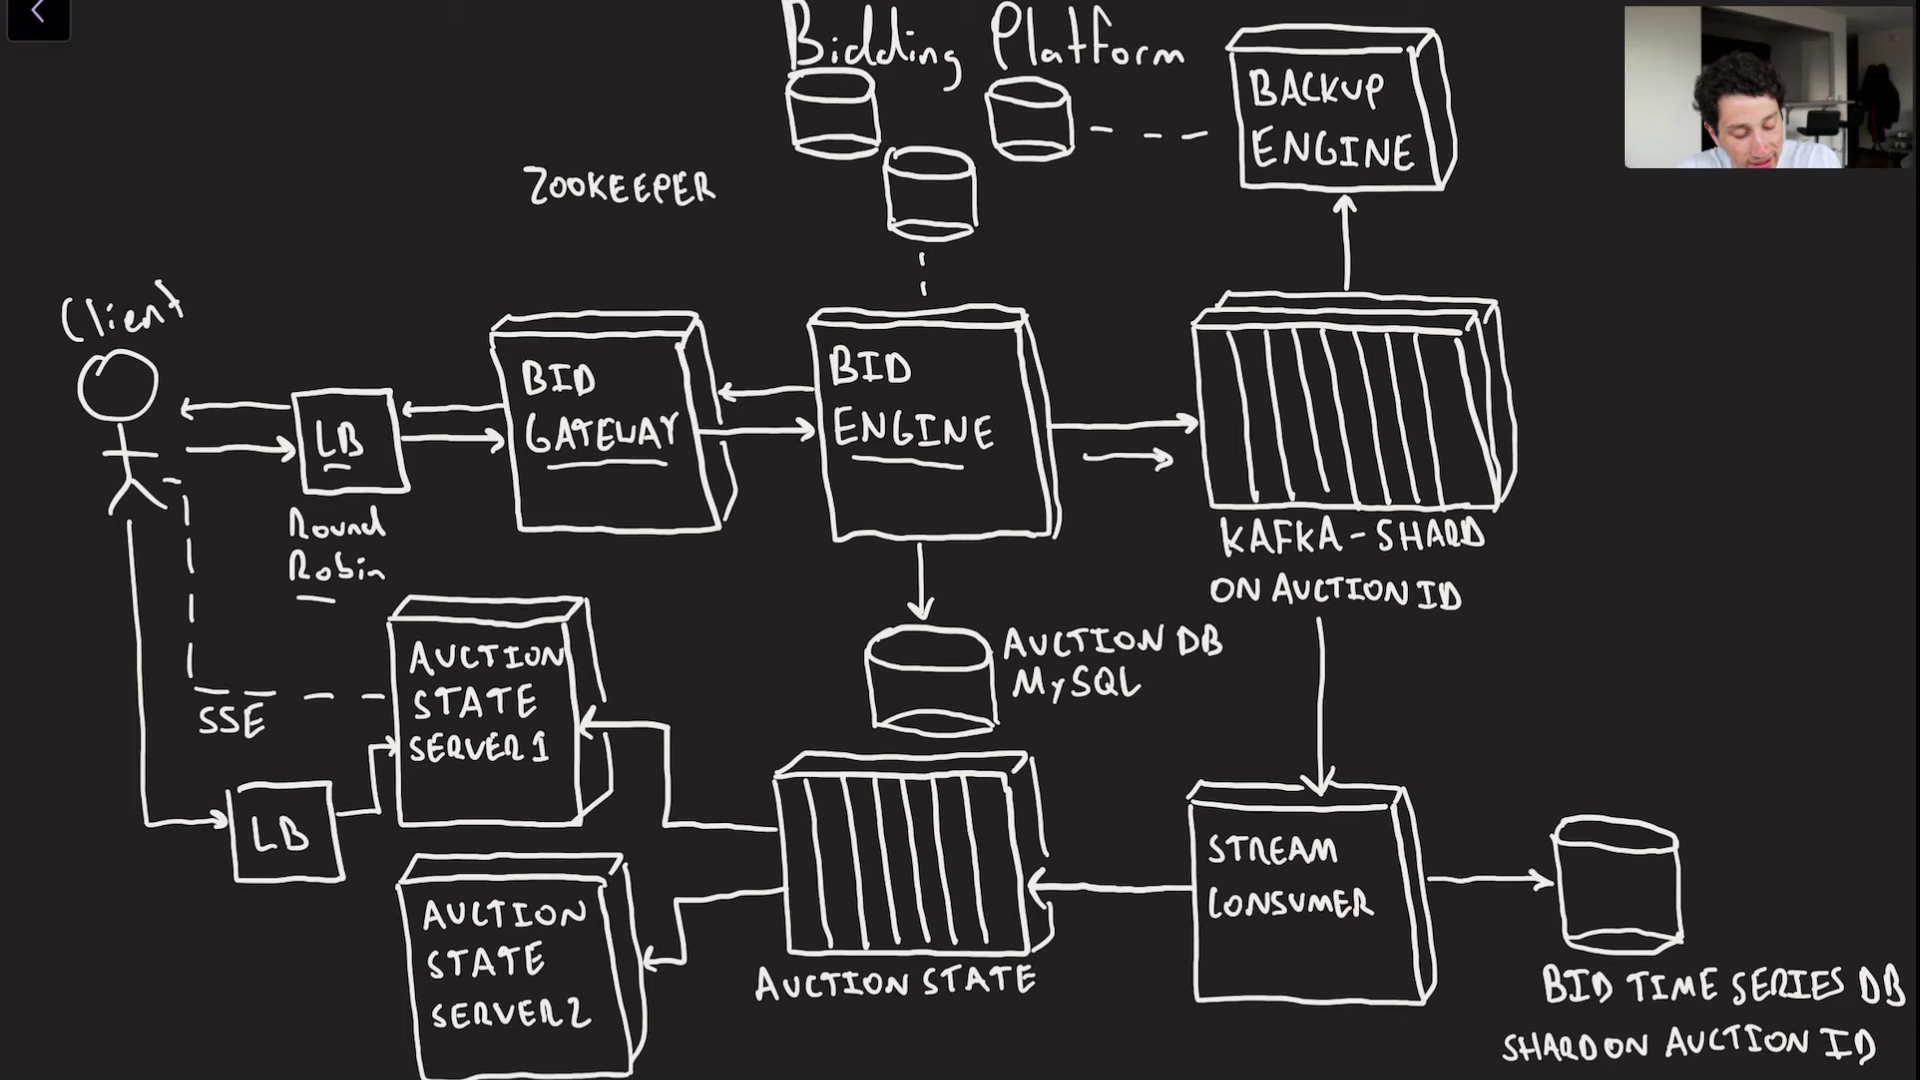 Bidding Platform
BACKUP
ENGINE
ZOOKEEPER
Client
LB
Round
Robin
BID
GATEWAY
BID
ENGINE
KAFKA - SHARD
ON AUCTION ID
AUCTION DB
MySQL
SSE
AUCTION
STATE
SERVER 1
LB
AUCTION
STATE
SERVER 2
AUCTION STATE
STREAM
CONSUMER
BID TIME SERIES DB
SHARD ON AUCTION ID